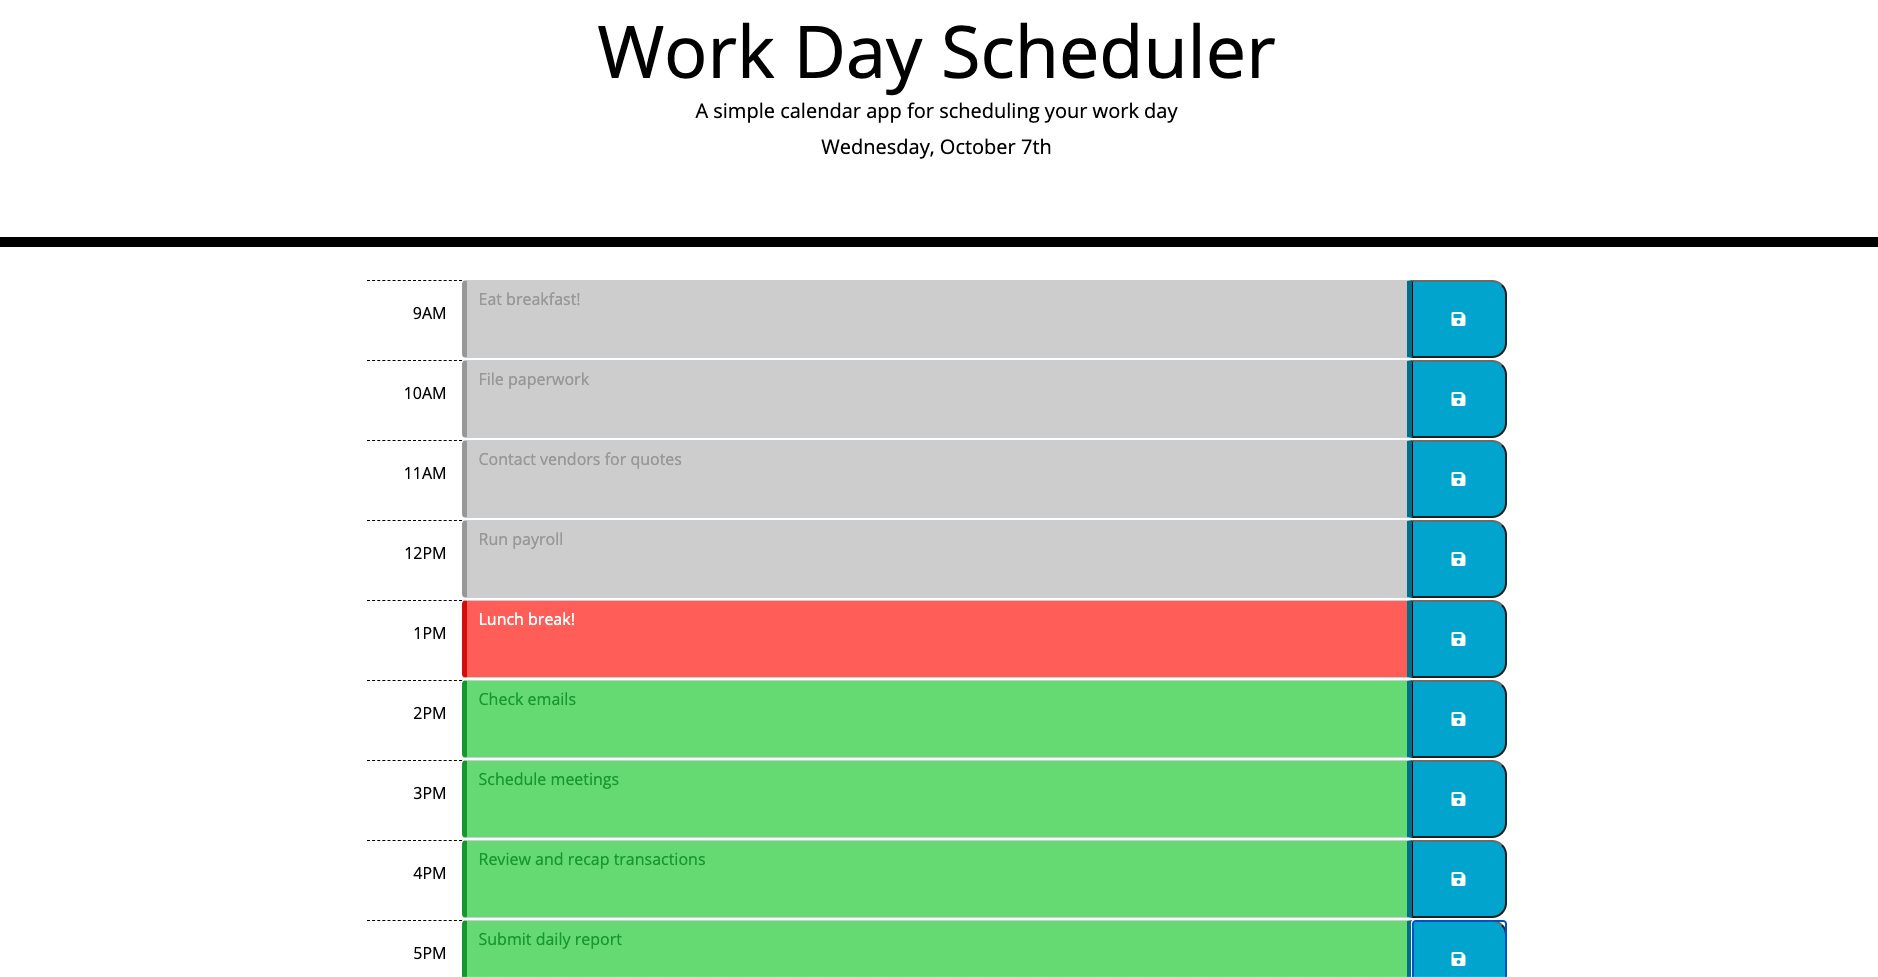 Work Day Scheduler
A simple calendar app for scheduling your work day
Wednesday, October 7th
9AM
Eat breakfast!
10AM
File paperwork
11AM
Contact vendors for quotes
12PM
Run payroll
1PM
Lunch break!
2PM
Check emails
3PM
Schedule meetings
4PM
Review and recap transactions
5PM
Submit daily report